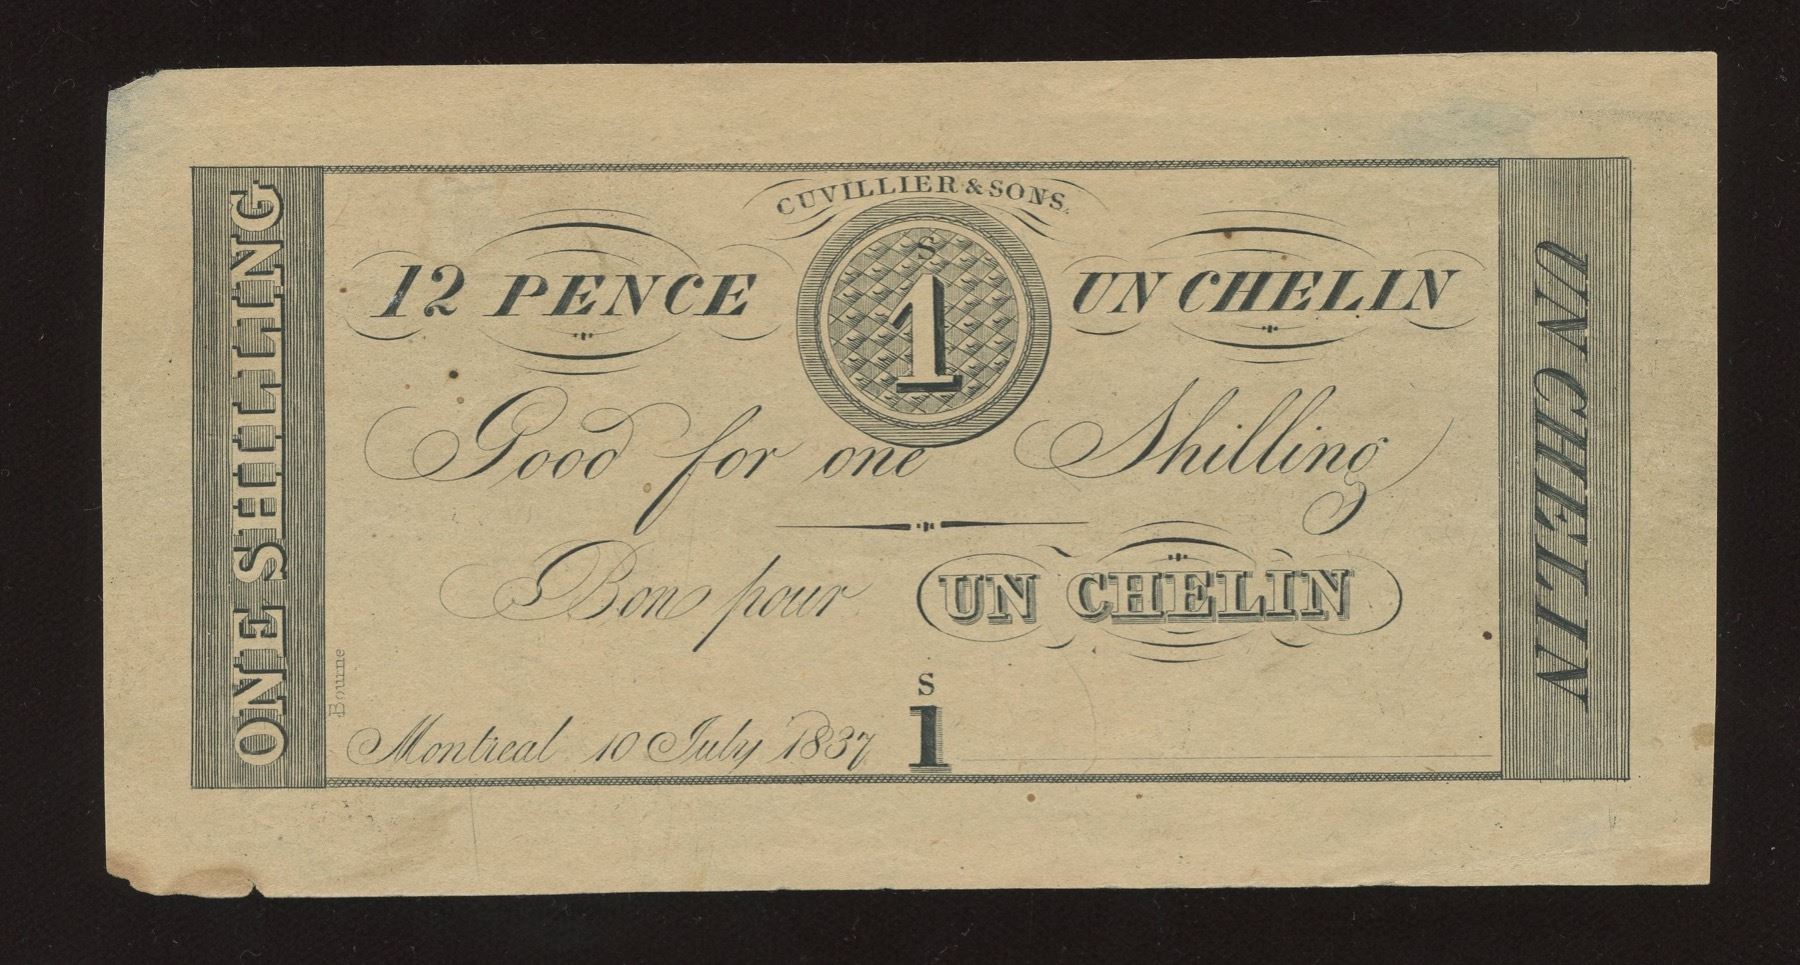 CUVILLIER & SONS.
12 PENCE
S
1
UN CHELIN
Good for one Shilling
Bon pour UN CHELIN
Montreal 10 July 1837
S
1
ONE SHILLING
Bourne
UN CHELLIN